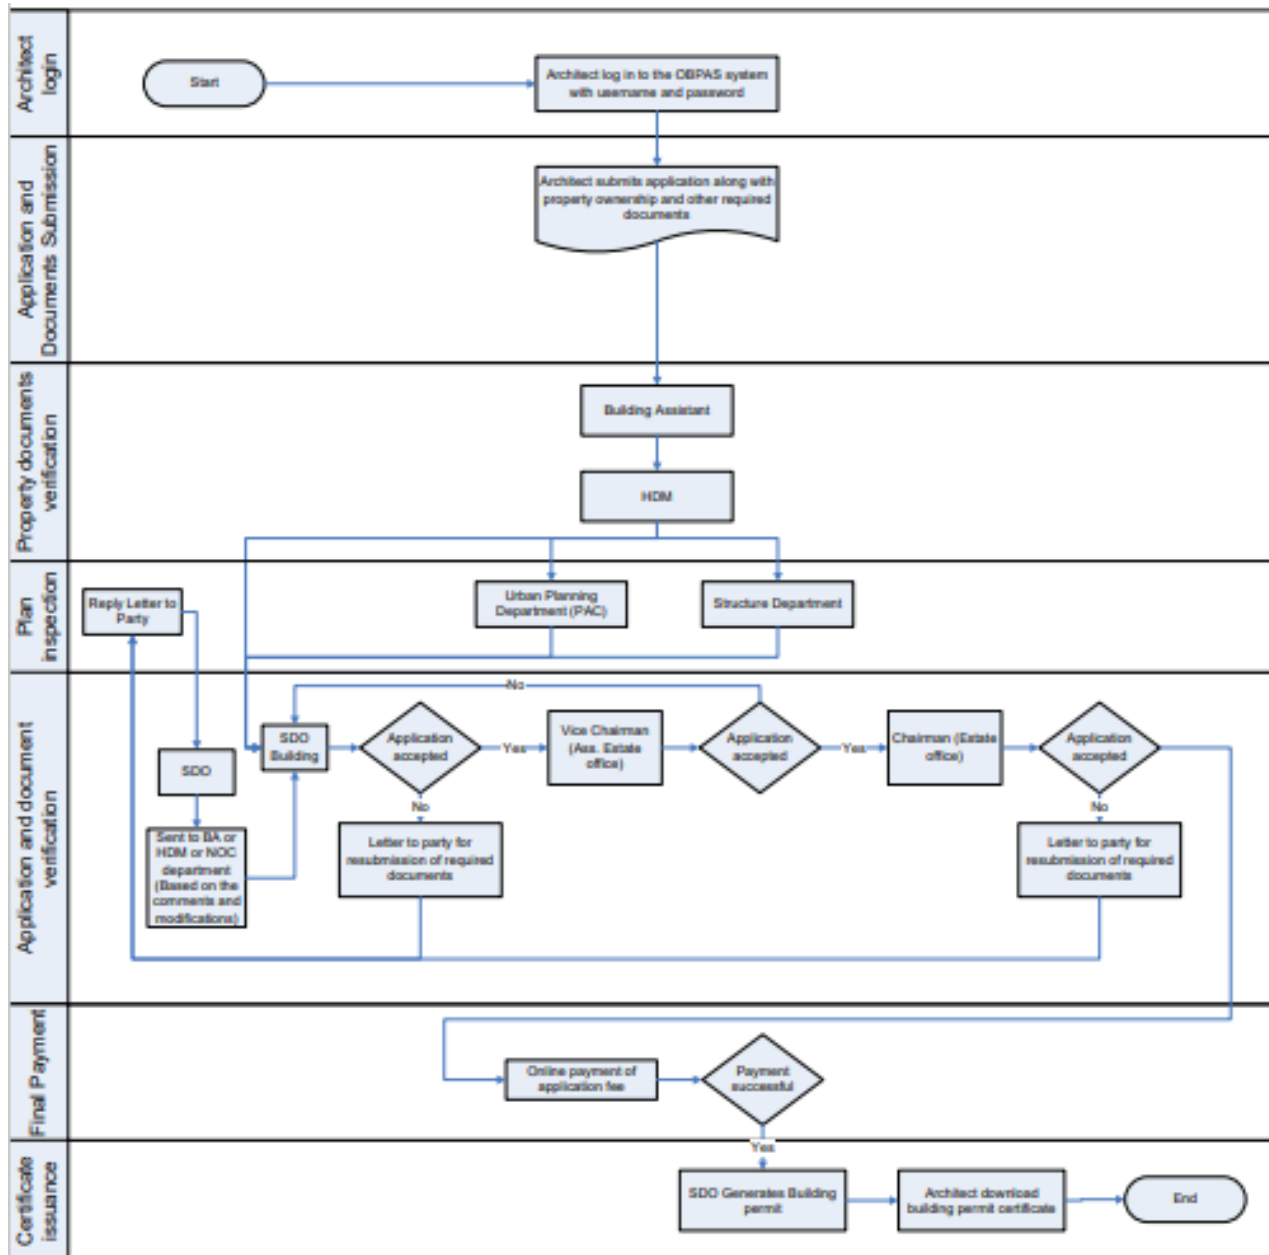 Architect
login
Start
Architect log in to the OBPAS system
with username and password
Application and
Documents Submission
Architect submits application along with
property ownership and other required
documents
Property documents
verification
Building Assistant
HDM
Plan
inspection
Reply Letter to
Party
Urban Planning
Department (PAC)
Structure Department
Application and document
verification
No
SDO
Building
Application
accepted
Yes
Vice Chairman
(Ass. Estate
office)
Application
accepted
Yes
Chairman (Estate
office)
Application
accepted
SDO
No
No
Sent to BA or
HDM or NOC
department
(Based on the
comments and
modifications)
Letter to party for
resubmission of required
documents
Letter to party for
resubmission of required
documents
Final Payment
Online payment of
application fee
Payment
successful
Yes
Certificate
issuance
SDO Generates Building
permit
Architect download
building permit certificate
End